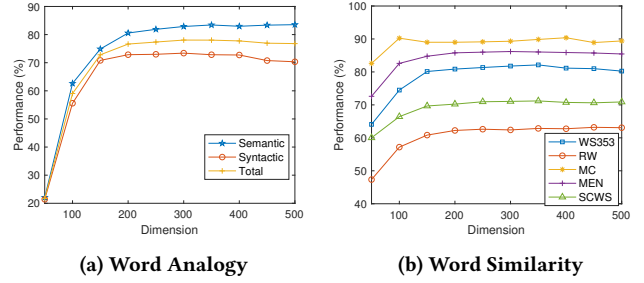 90
80
70
60
50
40
30
20
100
200
300
400
500
Performance (%)
Dimension
Semantic
Syntactic
Total
(a) Word Analogy
100
90
80
70
60
50
40
100
200
300
400
500
Performance (%)
Dimension
WS353
RW
MC
MEN
SCWS
(b) Word Similarity